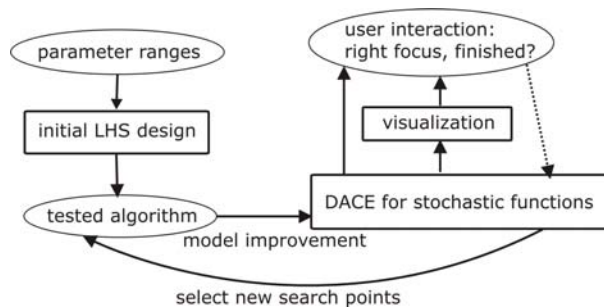 parameter ranges
initial LHS design
tested algorithm
user interaction:
right focus, finished?
visualization
DACE for stochastic functions
model improvement
select new search points